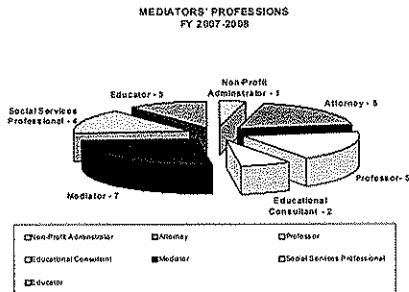 MEDIATORS' PROFESSIONS
FY 2007-2008
Non-Profit
Administrator - 1
Educator - 3
Attorney - 5
Social Services
Professional - 4
Professor - 5
Mediator - 7
Educational
Consultant - 2
Non-Profit Administrator
Attorney
Professor
Educational Consultant
Mediator
Social Services Professional
Educator